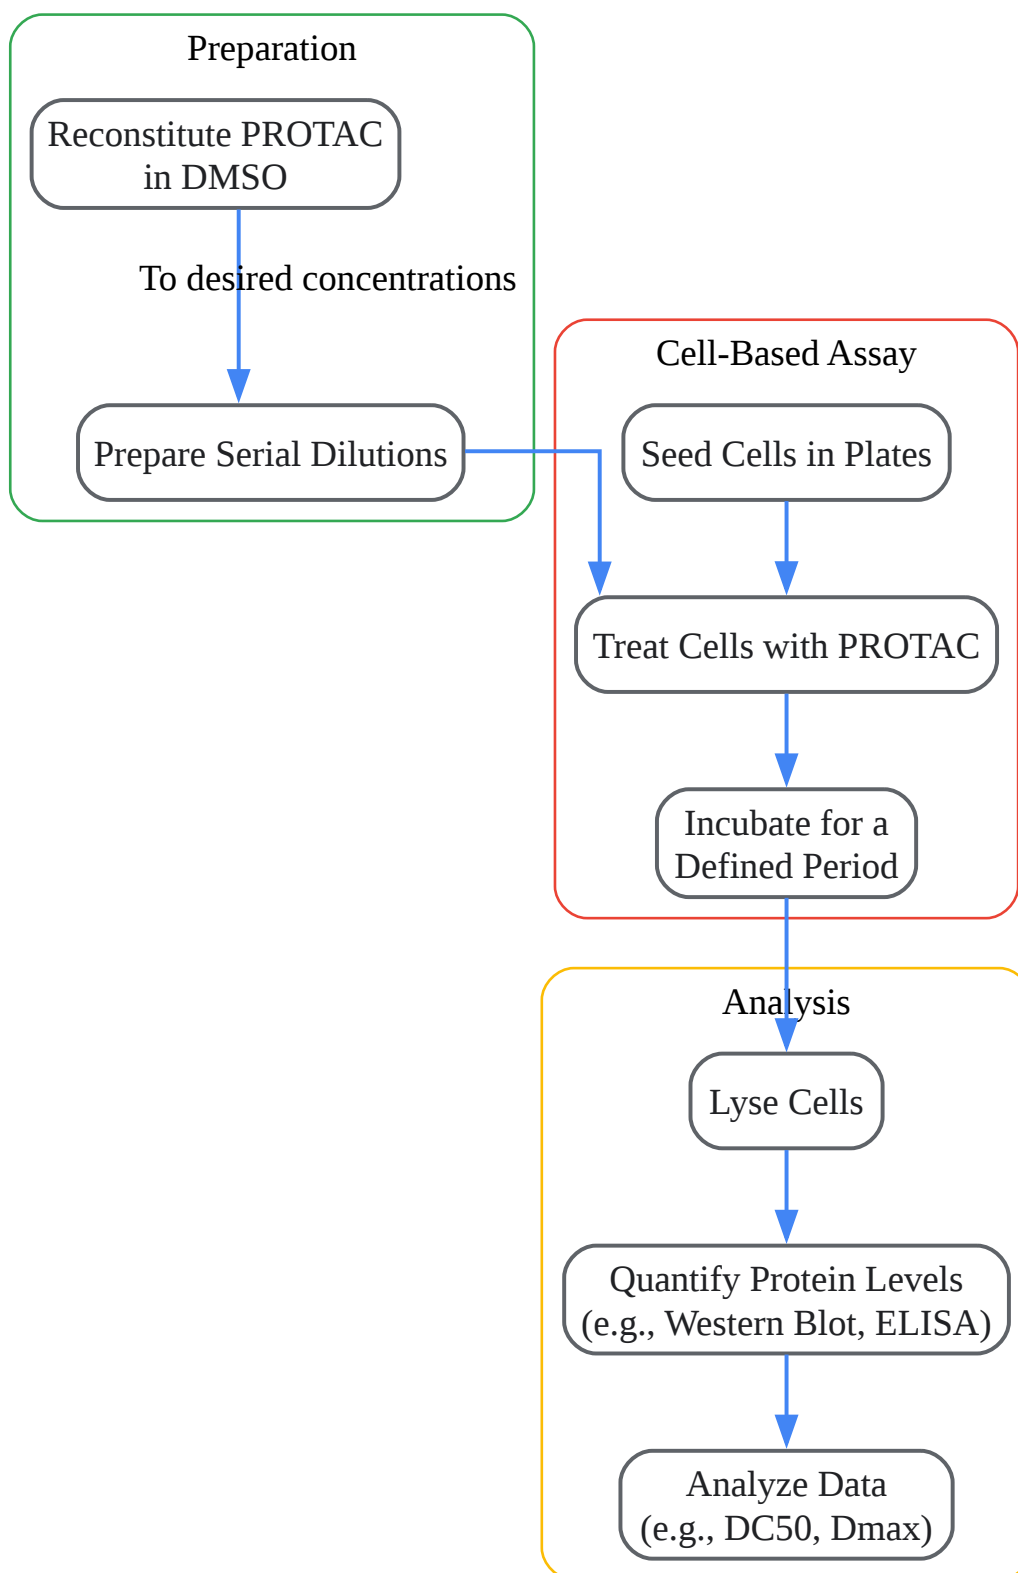 Preparation
Reconstitute PROTAC
in DMSO
To desired concentrations
Prepare Serial Dilutions
Cell-Based Assay
Seed Cells in Plates
Treat Cells with PROTAC
Incubate for a
Defined Period
Analysis
Lyse Cells
Quantify Protein Levels
(e.g., Western Blot, ELISA)
Analyze Data
(e.g., DC50, Dmax)